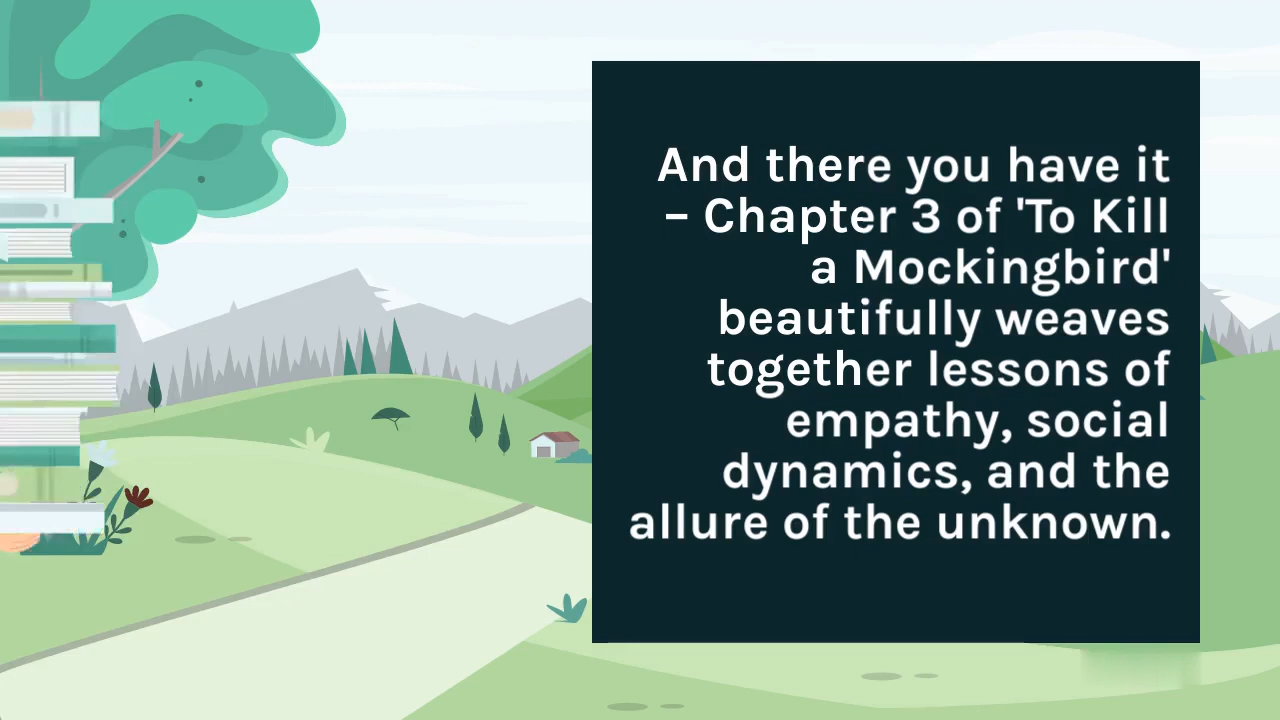 And there you have it
– Chapter 3 of 'To Kill
a Mockingbird'
beautifully weaves
together lessons of
empathy, social
dynamics, and the
allure of the unknown.